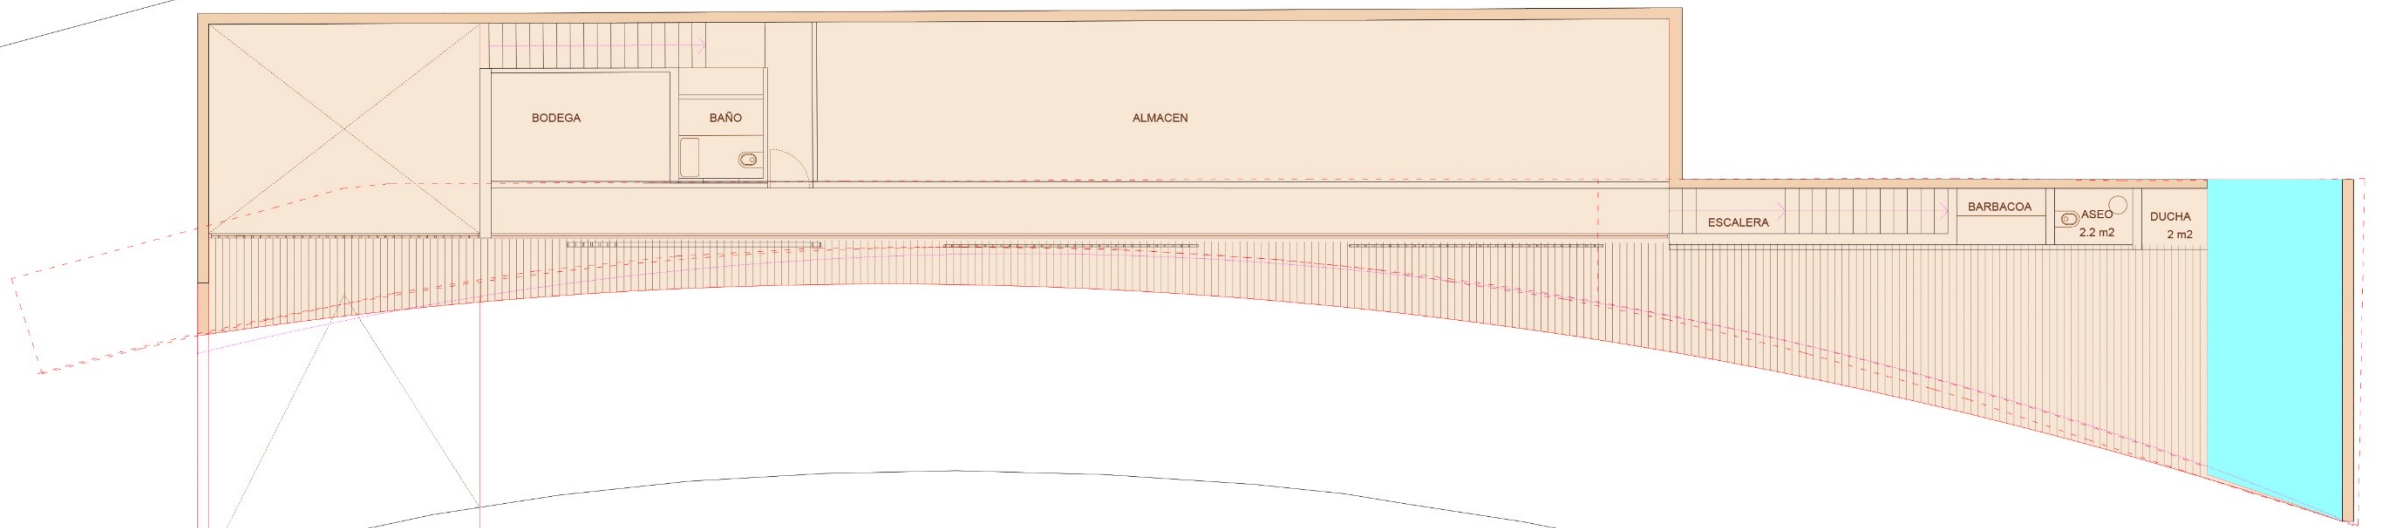 BODEGA
BAÑO
ALMACEN
ESCALERA
BARBACOA
ASEO
2.2 m2
DUCHA
2 m2